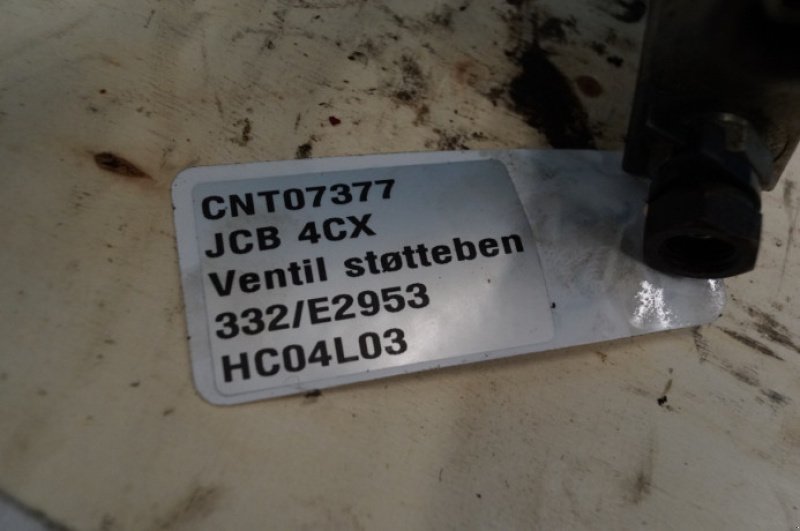 CNT07377
JCB 4CX
Ventil støtteben
332/E2953
HC04L03